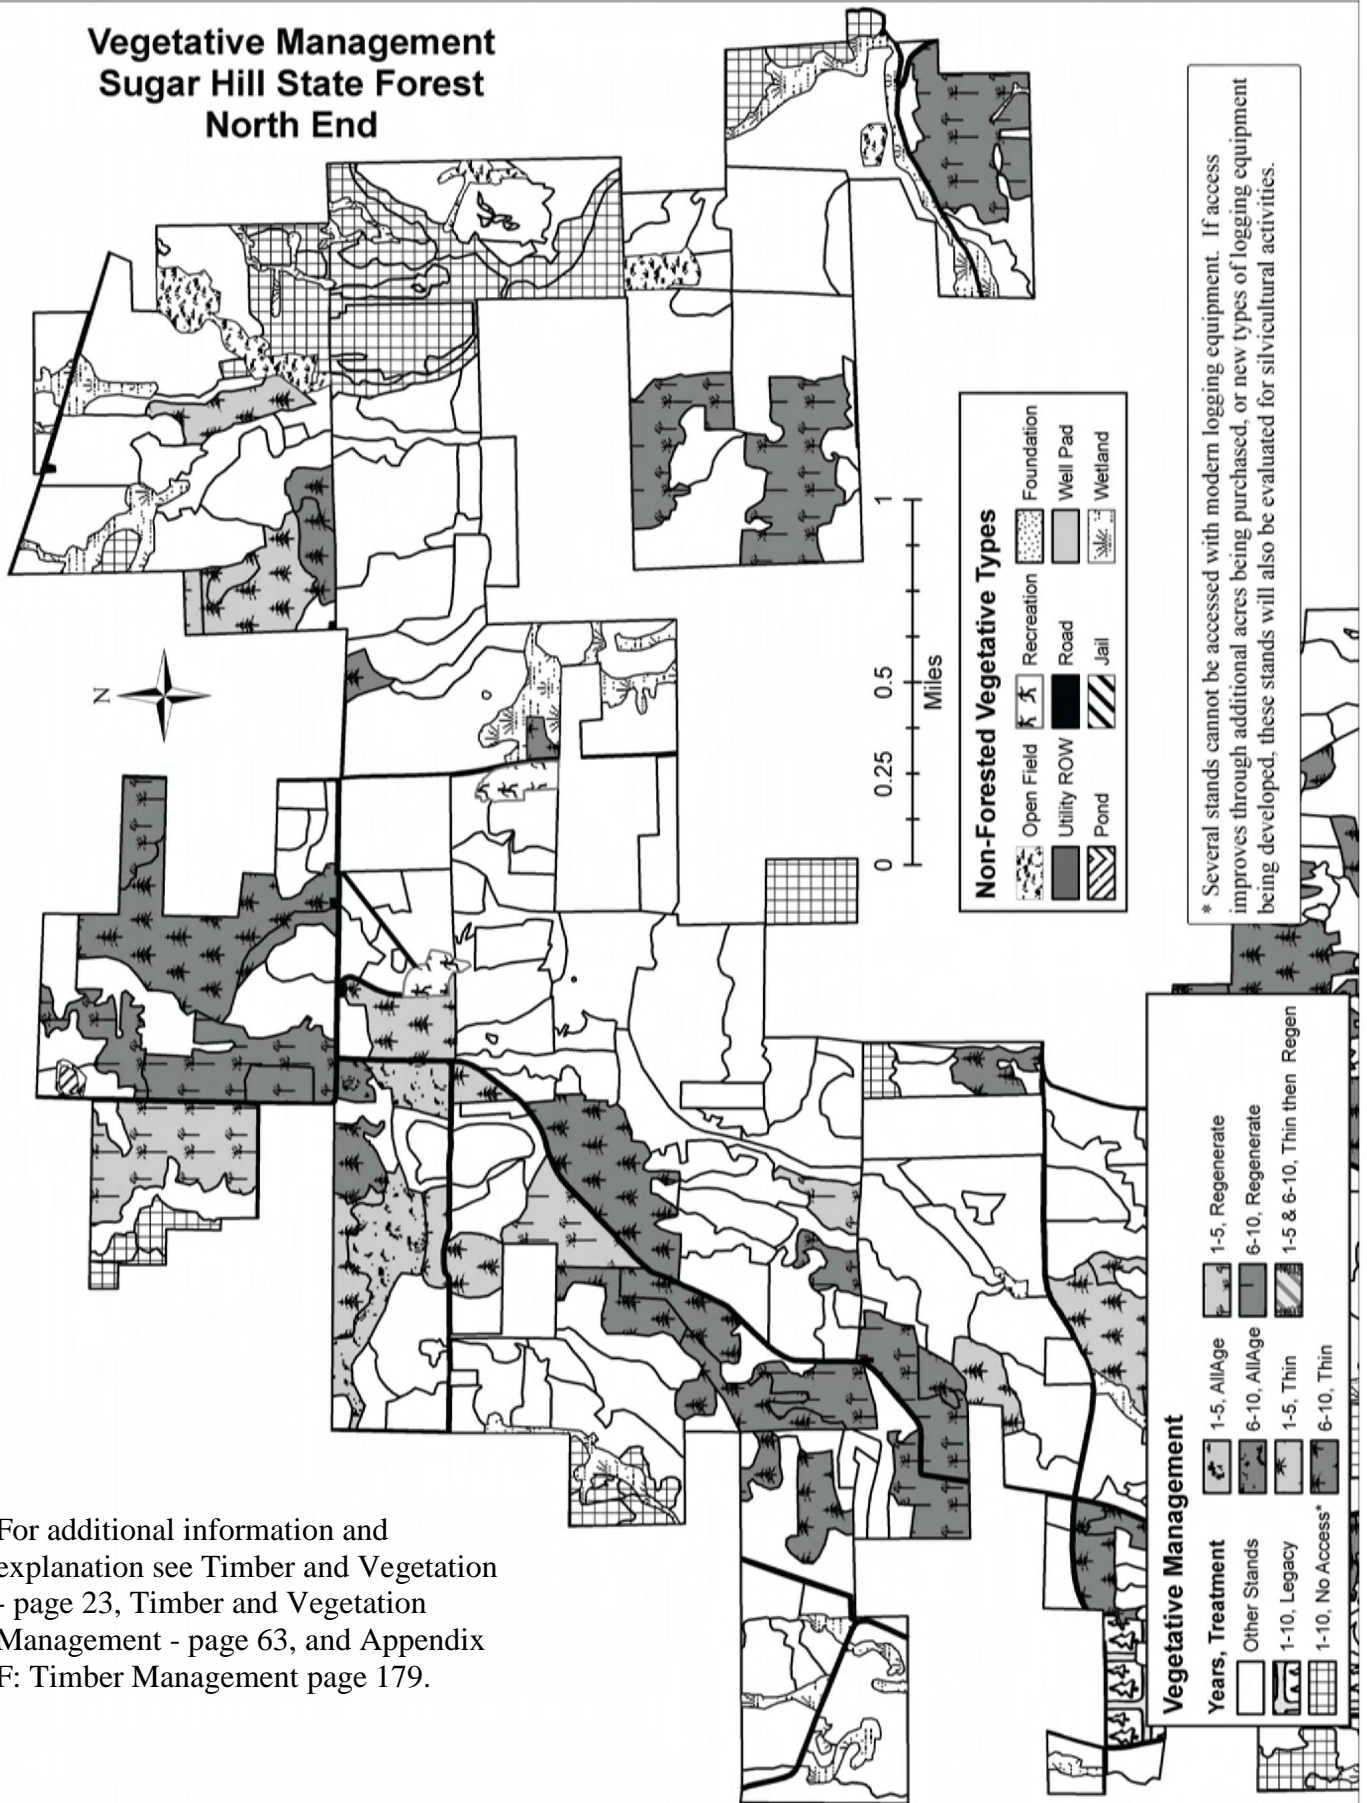 Vegetative Management
Sugar Hill State Forest
North End
N
0
0.25
0.5
1
Miles
Non-Forested Vegetative Types
Open Field
Recreation
Foundation
Utility ROW
Road
Well Pad
Pond
Jail
Wetland
* Several stands cannot be accessed with modern logging equipment. If access
improves through additional acres being purchased, or new types of logging equipment
being developed, these stands will also be evaluated for silvicultural activities.
Vegetative Management
Years, Treatment
Other Stands
1-10, Legacy
1-10, No Access*
1-5, AllAge
6-10, AllAge
1-5, Thin
6-10, Thin
1-5, Regenerate
6-10, Regenerate
1-5 & 6-10, Thin then Regen
For additional information and
explanation see Timber and Vegetation
- page 23, Timber and Vegetation
Management - page 63, and Appendix
F: Timber Management page 179.